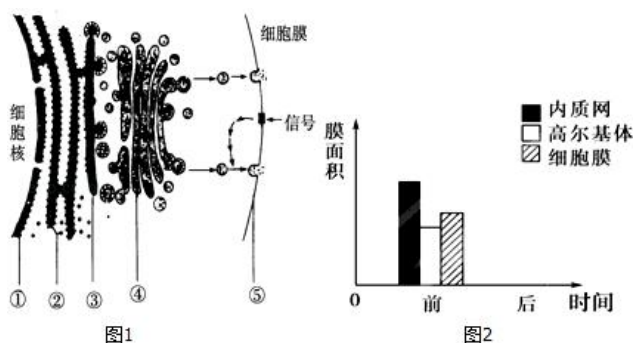 细胞膜
细胞核
信号
① ② ③ ④ ⑤
图1
内质网
高尔基体
细胞膜
膜面积
0 前 后 时间
图2